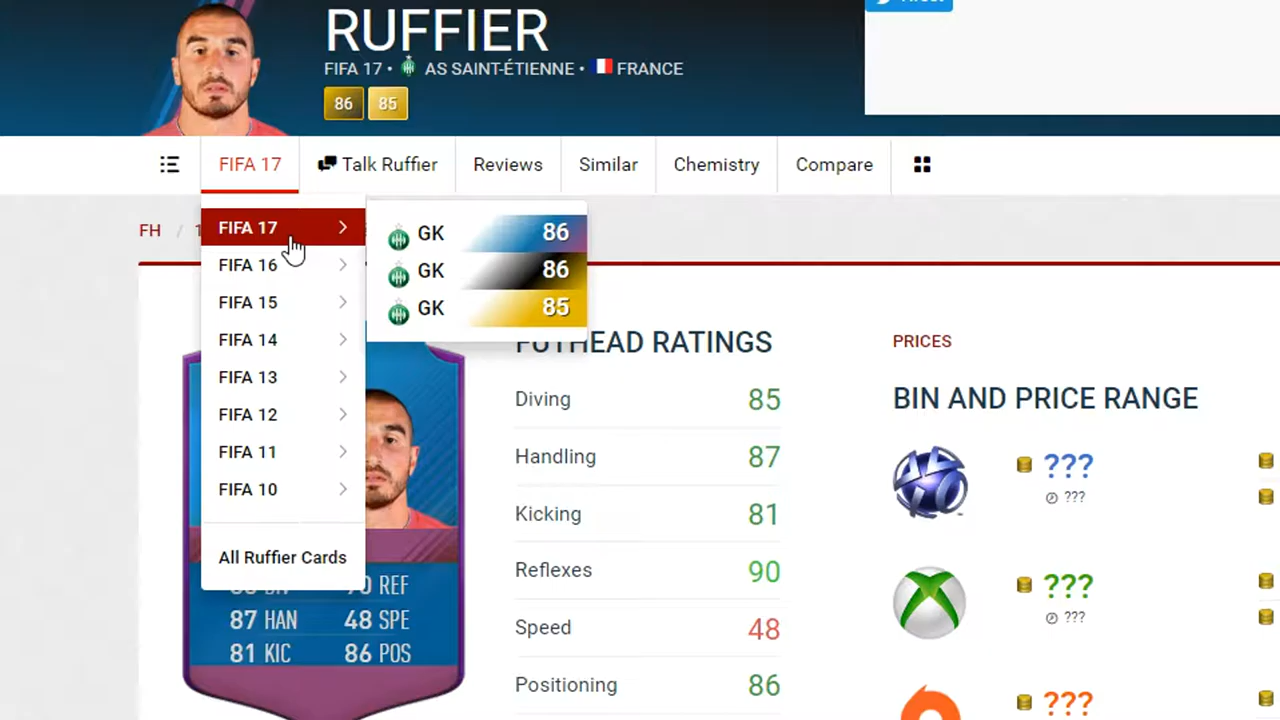 RUFFIER
FIFA 17 • AS SAINT-ÉTIENNE • FRANCE
86 85
FIFA 17 Talk Ruffier Reviews Similar Chemistry Compare
FH / 1
FIFA 17
FIFA 16
FIFA 15
FIFA 14
FIFA 13
FIFA 12
FIFA 11
FIFA 10
All Ruffier Cards
GK 86
GK 86
GK 85
87 HAN 48 SPE
81 KIC 86 POS
REF
FUTHEAD RATINGS
Diving 85
Handling 87
Kicking 81
Reflexes 90
Speed 48
Positioning 86
PRICES
BIN AND PRICE RANGE
???
???
???
???
???